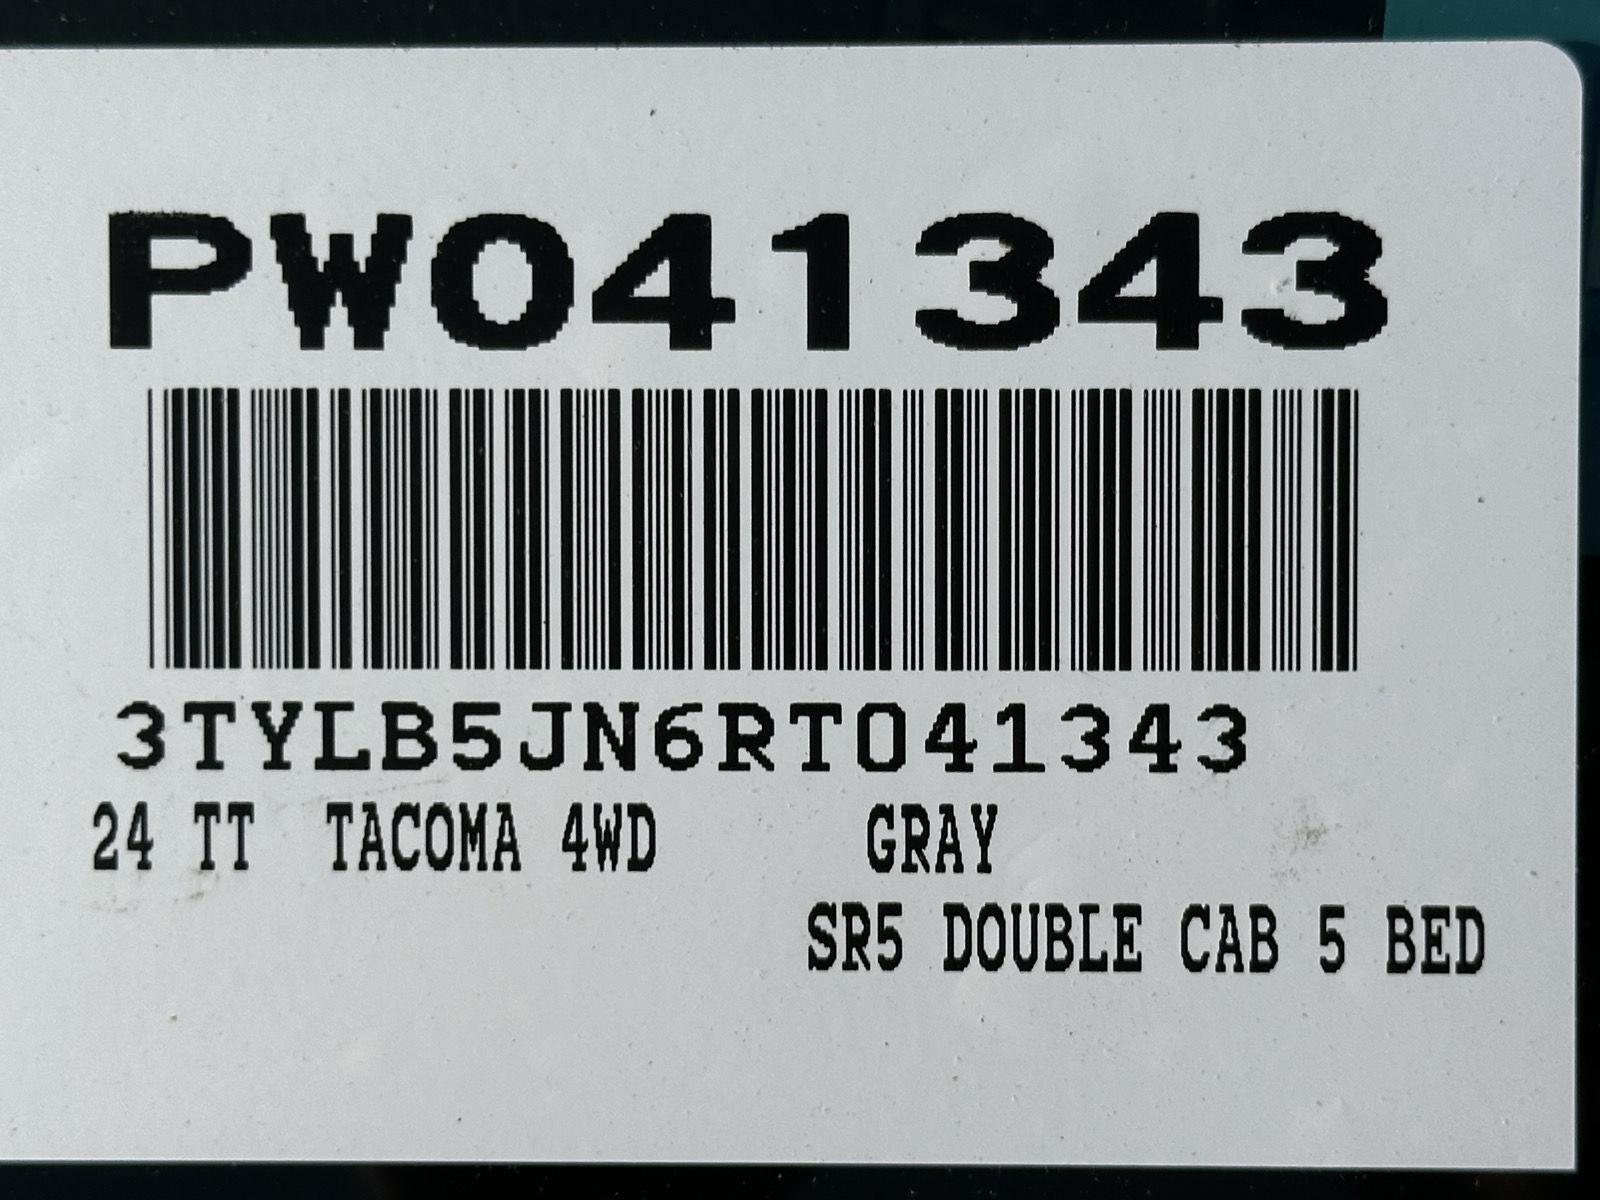 PW041343
3TYLB5JN6RT041343
24 TT TACOMA 4WD GRAY
SR5 DOUBLE CAB 5 BED